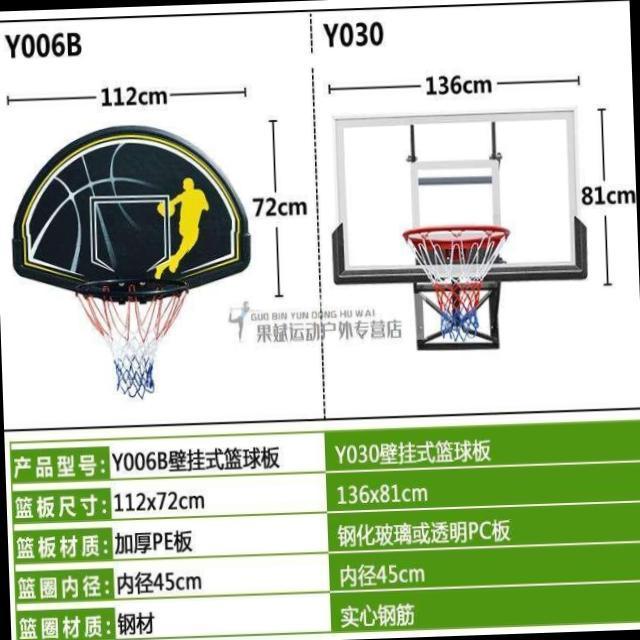 Y006B
Y030
112cm
136cm
72cm
81cm
GUO BIN YUN DONG HU WAI
果斌运动户外专营店
产品型号: Y006B壁挂式篮球板 Y030壁挂式篮球板
篮板尺寸: 112x72cm 136x81cm
篮板材质: 加厚PE板 钢化玻璃或透明PC板
篮圈内径: 内径45cm 内径45cm
篮圈材质: 钢材 实心钢筋